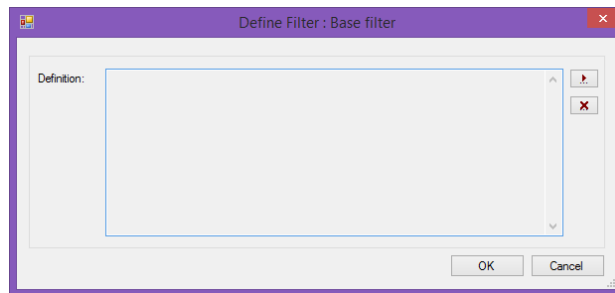 Define Filter : Base filter
Definition:
OK
Cancel